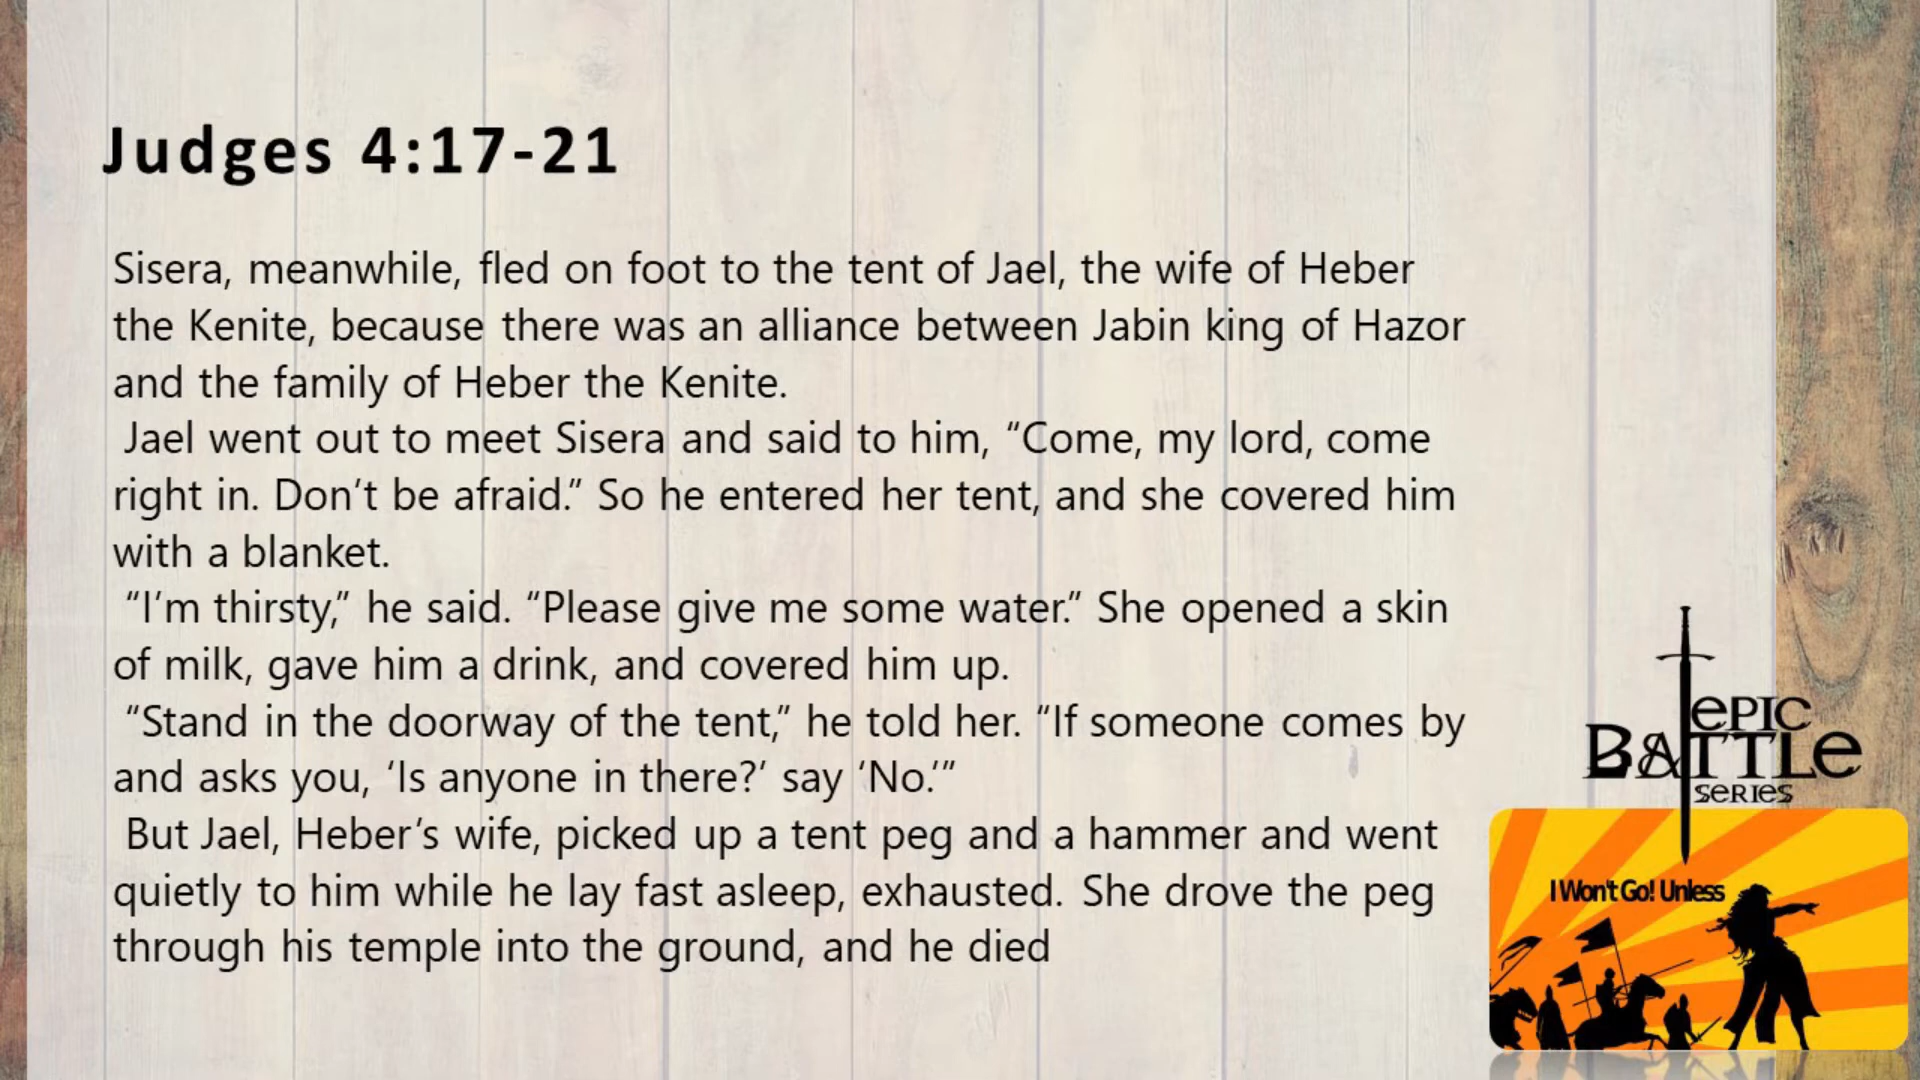 Judges 4:17-21
Sisera, meanwhile, fled on foot to the tent of Jael, the wife of Heber
the Kenite, because there was an alliance between Jabin king of Hazor
and the family of Heber the Kenite.
Jael went out to meet Sisera and said to him, “Come, my lord, come
right in. Don’t be afraid.” So he entered her tent, and she covered him
with a blanket.
“I’m thirsty,” he said. “Please give me some water.” She opened a skin
of milk, gave him a drink, and covered him up.
“Stand in the doorway of the tent,” he told her. “If someone comes by
and asks you, ‘Is anyone in there?’ say ‘No.’”
But Jael, Heber’s wife, picked up a tent peg and a hammer and went
quietly to him while he lay fast asleep, exhausted. She drove the peg
through his temple into the ground, and he died
EPIC
BATTLE
SERIES
I Won't Go! Unless